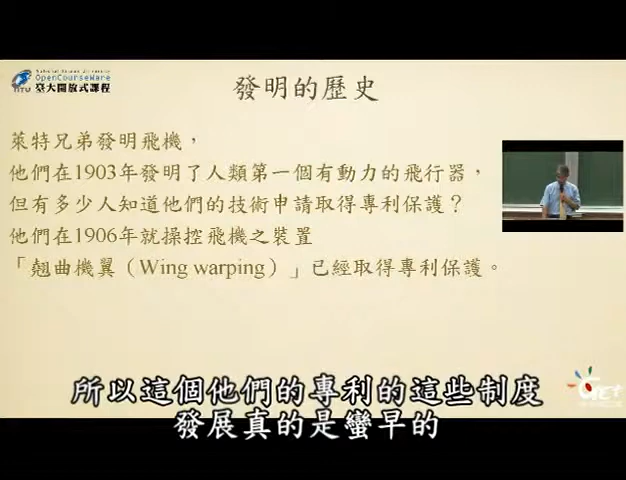 National Taiwan University
OpenCourseWare
臺大開放式課程
NTU
發明的歷史
萊特兄弟發明飛機，
他們在1903年發明了人類第一個有動力的飛行器，
但有多少人知道他們的技術申請取得專利保護？
他們在1906年就操控飛機之裝置
「翹曲機翼（Wing warping）」已經取得專利保護。
所以這個他們的專利的這些制度
發展真的是蠻早的